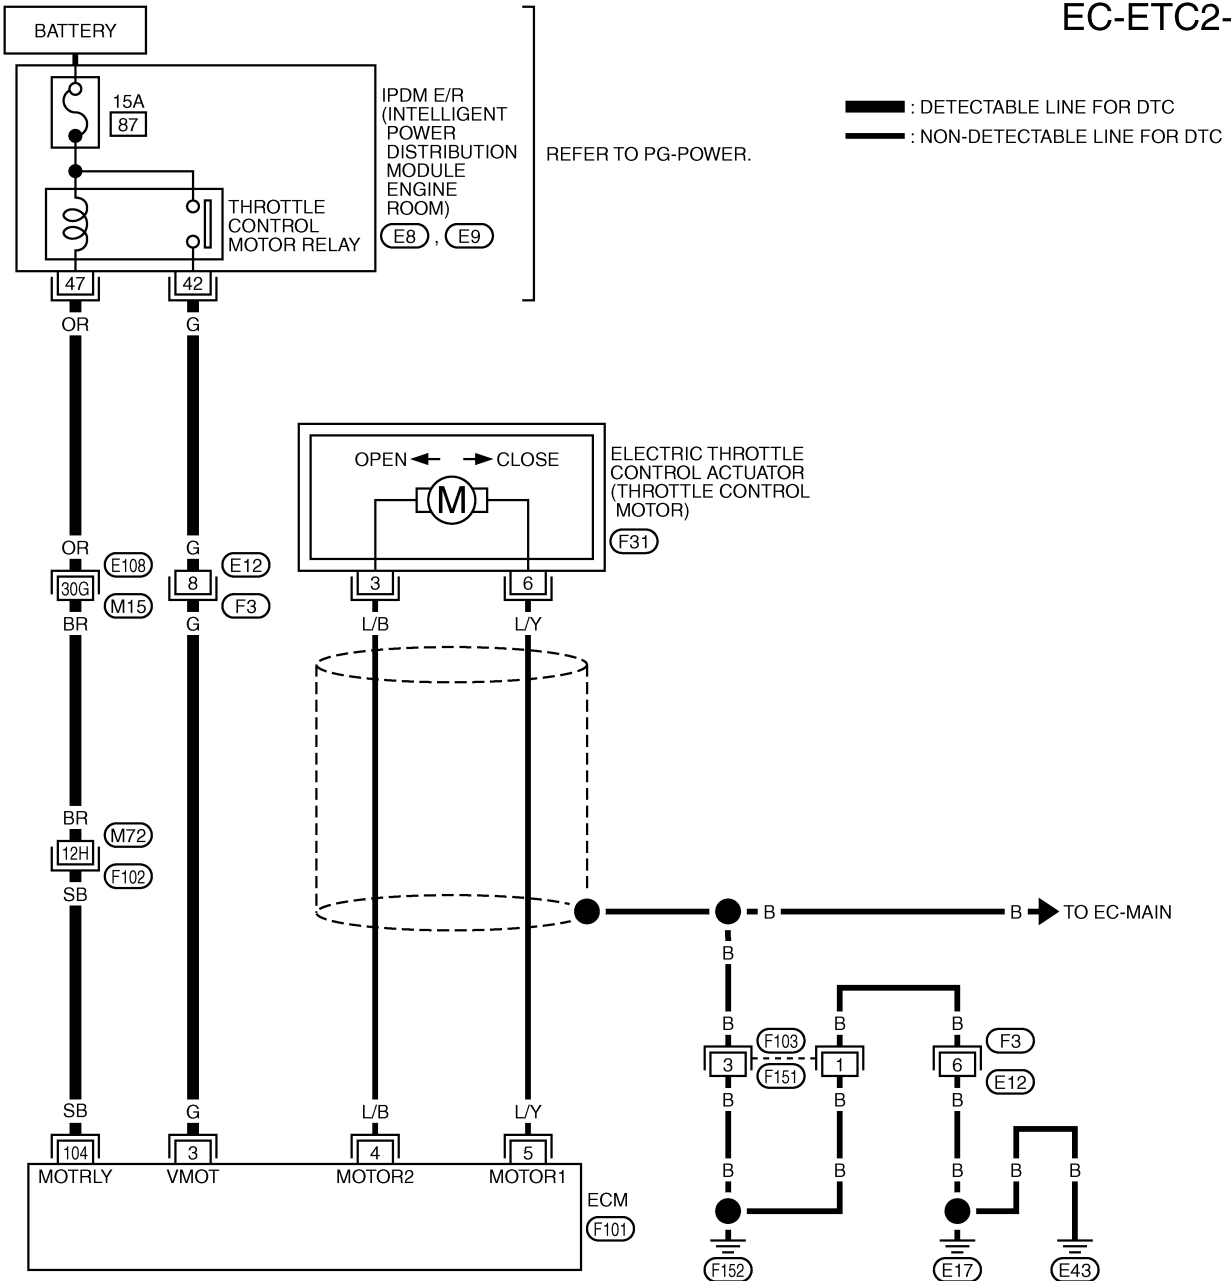 EC-ETC2-
BATTERY
15A
87
IPDM E/R
(INTELLIGENT
POWER
DISTRIBUTION
MODULE
ENGINE
ROOM)
E8 , E9
REFER TO PG-POWER.
: DETECTABLE LINE FOR DTC
: NON-DETECTABLE LINE FOR DTC
THROTTLE
CONTROL
MOTOR RELAY
47 42
OR G
OPEN CLOSE
M
ELECTRIC THROTTLE
CONTROL ACTUATOR
(THROTTLE CONTROL
MOTOR)
F31
OR G
E108 E12
30G 8 3 6
M15 F3
BR G L/B L/Y
BR
M72
12H
F102
SB
B B TO EC-MAIN
B
B B B
F103 F3
3 1 6
F151 E12
B B B
SB G L/B L/Y
104 3 4 5
MOTRLY VMOT MOTOR2 MOTOR1
B B B B B
ECM
F101
F152 E17 E43